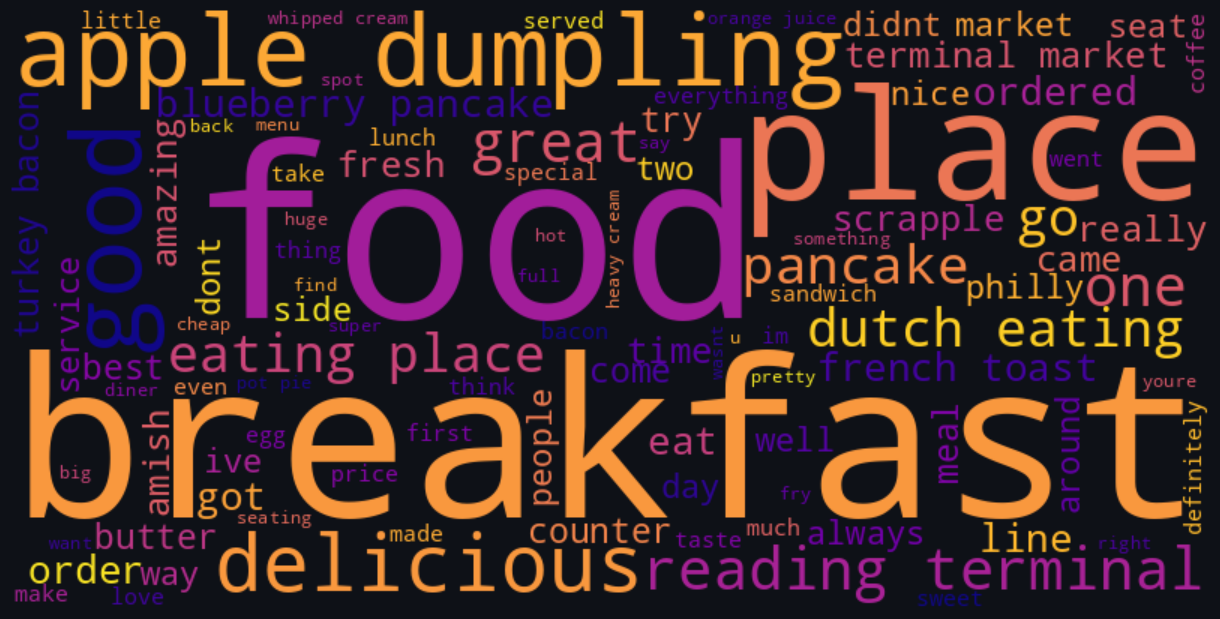 little
whipped cream
served
orange juice
didnt
market
seat
apple dumpling
terminal market
coffee
spot
blueberry pancake
everything
nice
ordered
turkey bacon
good
amazing
back
menu
lunch
great
try
say
place
went
fresh
special
two
take
food
huge
hot
heavy cream
scrapple
go
really
something
thing
full
dont
find
side
pancake
came
sandwich
philly
one
service
cheap
super
bacon
wasnt
u
im
dutch eating
best
eating place
time
come
pretty
french toast
youre
diner
even
pot pie
think
breakfast
amish
egg
first
people
eat
well
meal
around
definitely
big
ive
price
day
fry
got
seating
want
butter
made
counter
taste
much
always
line
right
order
way
delicious
reading terminal
make
love
sweet